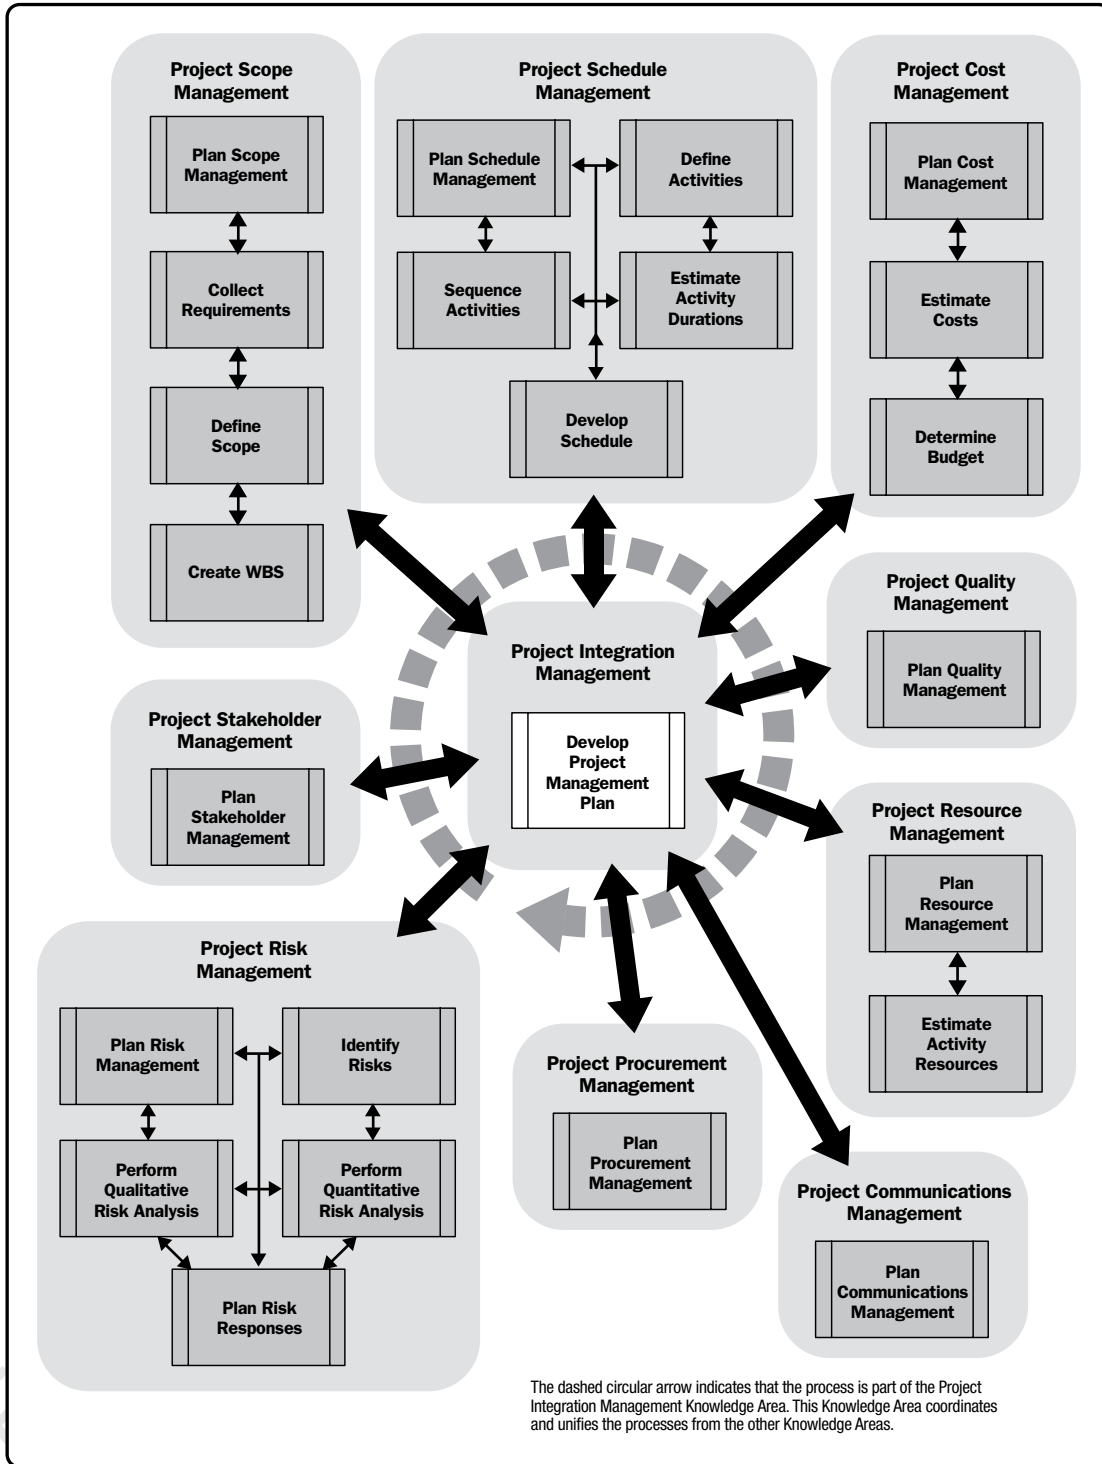 Project Scope
Management
Plan Scope
Management
Collect
Requirements
Define
Scope
Create WBS
Project Schedule
Management
Plan Schedule
Management
Define
Activities
Sequence
Activities
Estimate
Activity
Durations
Develop
Schedule
Project Cost
Management
Plan Cost
Management
Estimate
Costs
Determine
Budget
Project Quality
Management
Plan Quality
Management
Project Integration
Management
Develop
Project
Management
Plan
Project Stakeholder
Management
Plan
Stakeholder
Management
Project Resource
Management
Plan
Resource
Management
Estimate
Activity
Resources
Project Risk
Management
Plan Risk
Management
Identify
Risks
Perform
Qualitative
Risk Analysis
Perform
Quantitative
Risk Analysis
Plan Risk
Responses
Project Procurement
Management
Plan
Procurement
Management
Project Communications
Management
Plan
Communications
Management
The dashed circular arrow indicates that the process is part of the Project
Integration Management Knowledge Area. This Knowledge Area coordinates
and unifies the processes from the other Knowledge Areas.